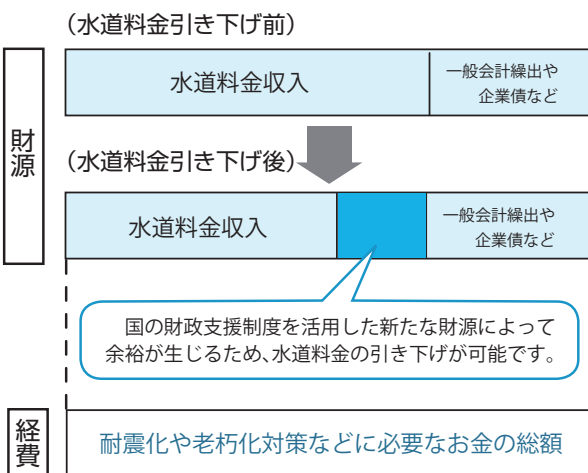 （水道料金引き下げ前）
水道料金収入
一般会計繰出や
企業債など
財源
（水道料金引き下げ後）
水道料金収入
一般会計繰出や
企業債など
国の財政支援制度を活用した新たな財源によって
余裕が生じるため、水道料金の引き下げが可能です。
経費
耐震化や老朽化対策などに必要なお金の総額